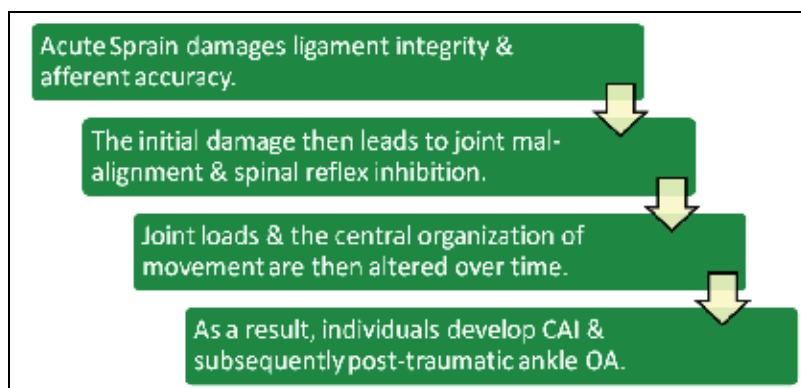 Acute Sprain damages ligament integrity &
afferent accuracy.
The initial damage then leads to joint mal-
alignment & spinal reflex inhibition.
Joint loads & the central organization of
movement are then altered over time.
As a result, individuals develop CAI &
subsequently post-traumatic ankle OA.